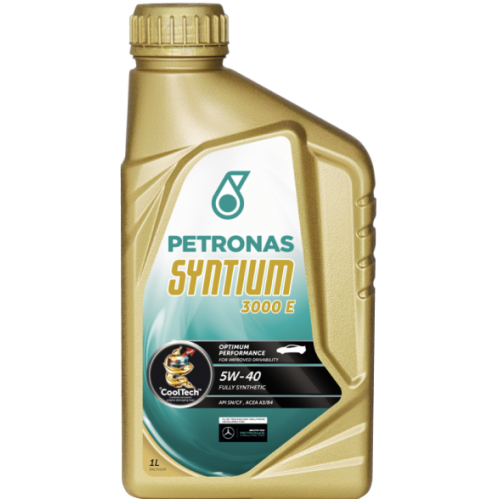 PETRONAS
SYNTIUM
3000 E
OPTIMUM
PERFORMANCE
FOR IMPROVED DRIVABILITY
5W-40
FULLY SYNTHETIC
"CoolTech"
API SN/CF, ACEA A3/B4
PETRONAS
1L